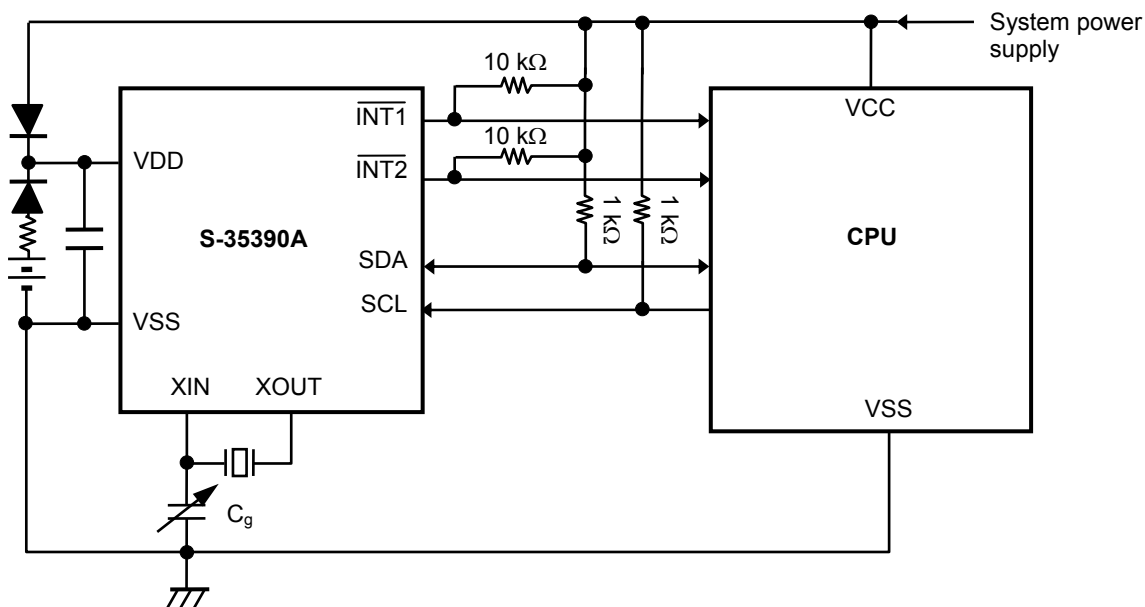 System power
supply
10 kΩ
INT1
VCC
10 kΩ
VDD
INT2
1 kΩ
1 kΩ
S-35390A
CPU
SDA
SCL
VSS
XIN XOUT
VSS
Cg